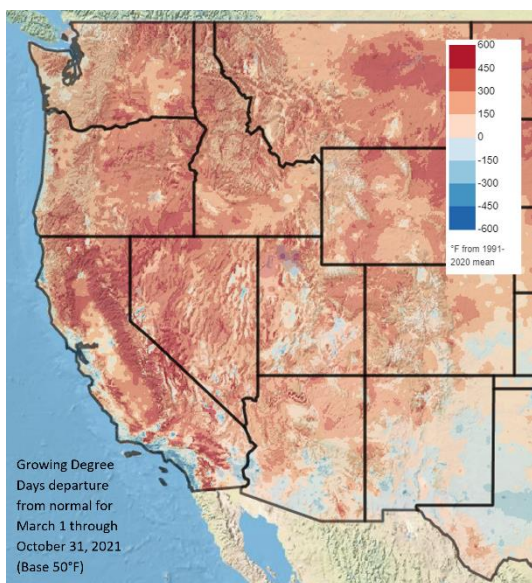 600
450
300
150
0
-150
-300
-450
-600
°F from 1991-
2020 mean
Growing Degree
Days departure
from normal for
March 1 through
October 31, 2021
(Base 50°F)